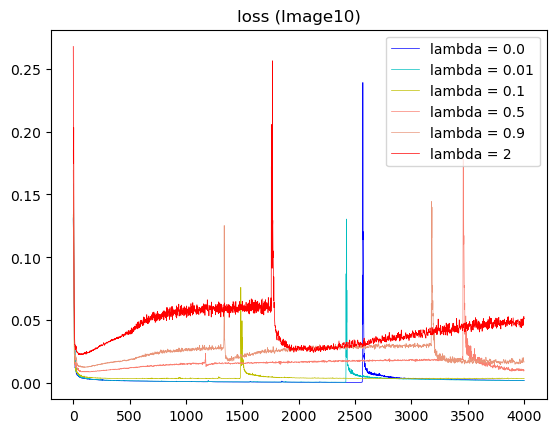 loss (Image10)
lambda = 0.0
lambda = 0.01
lambda = 0.1
lambda = 0.5
lambda = 0.9
lambda = 2
0.25
0.20
0.15
0.10
0.05
0.00
0 500 1000 1500 2000 2500 3000 3500 4000